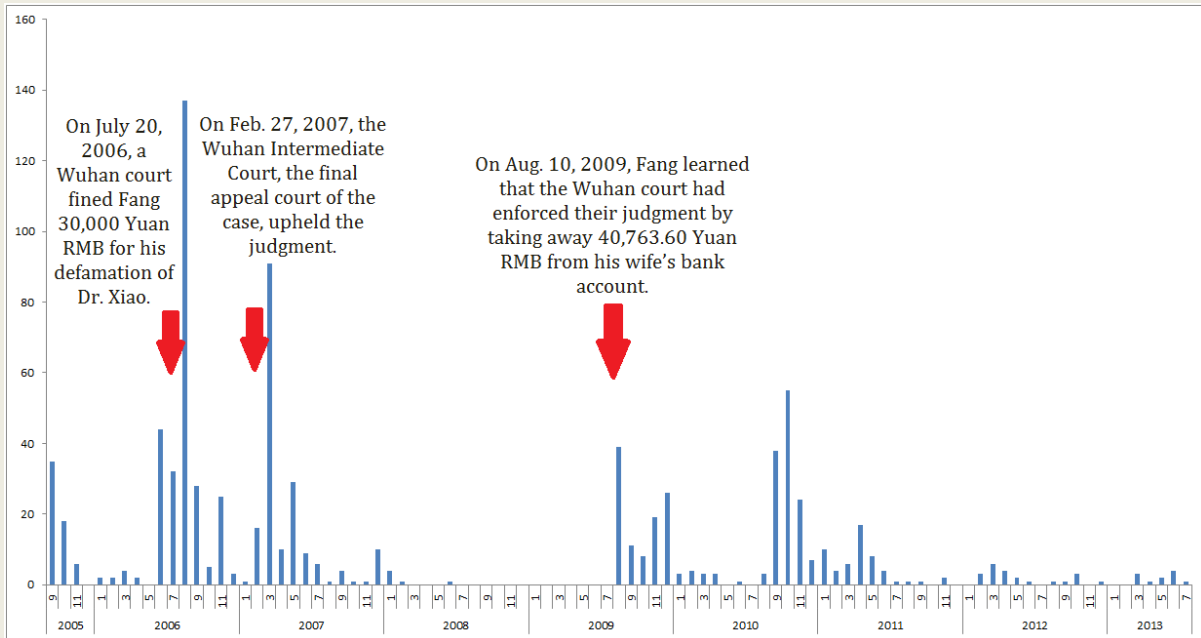 160
140
120
100
80
60
40
20
0
On July 20,
2006, a
Wuhan court
fined Fang
30,000 Yuan
RMB for his
defamation of
Dr. Xiao.
On Feb. 27, 2007, the
Wuhan Intermediate
Court, the final
appeal court of the
case, upheld the
judgment.
On Aug. 10, 2009, Fang learned
that the Wuhan court had
enforced their judgment by
taking away 40,763.60 Yuan
RMB from his wife's bank
account.
9 11 1 3 5 7 9 11 1 3 5 7 9 11 1 3 5 7 9 11 1 3 5 7 9 11 1 3 5 7 9 11 1 3 5 7 9 11 1 3 5 7 9 11 1 3 5 7
2005 2006 2007 2008 2009 2010 2011 2012 2013